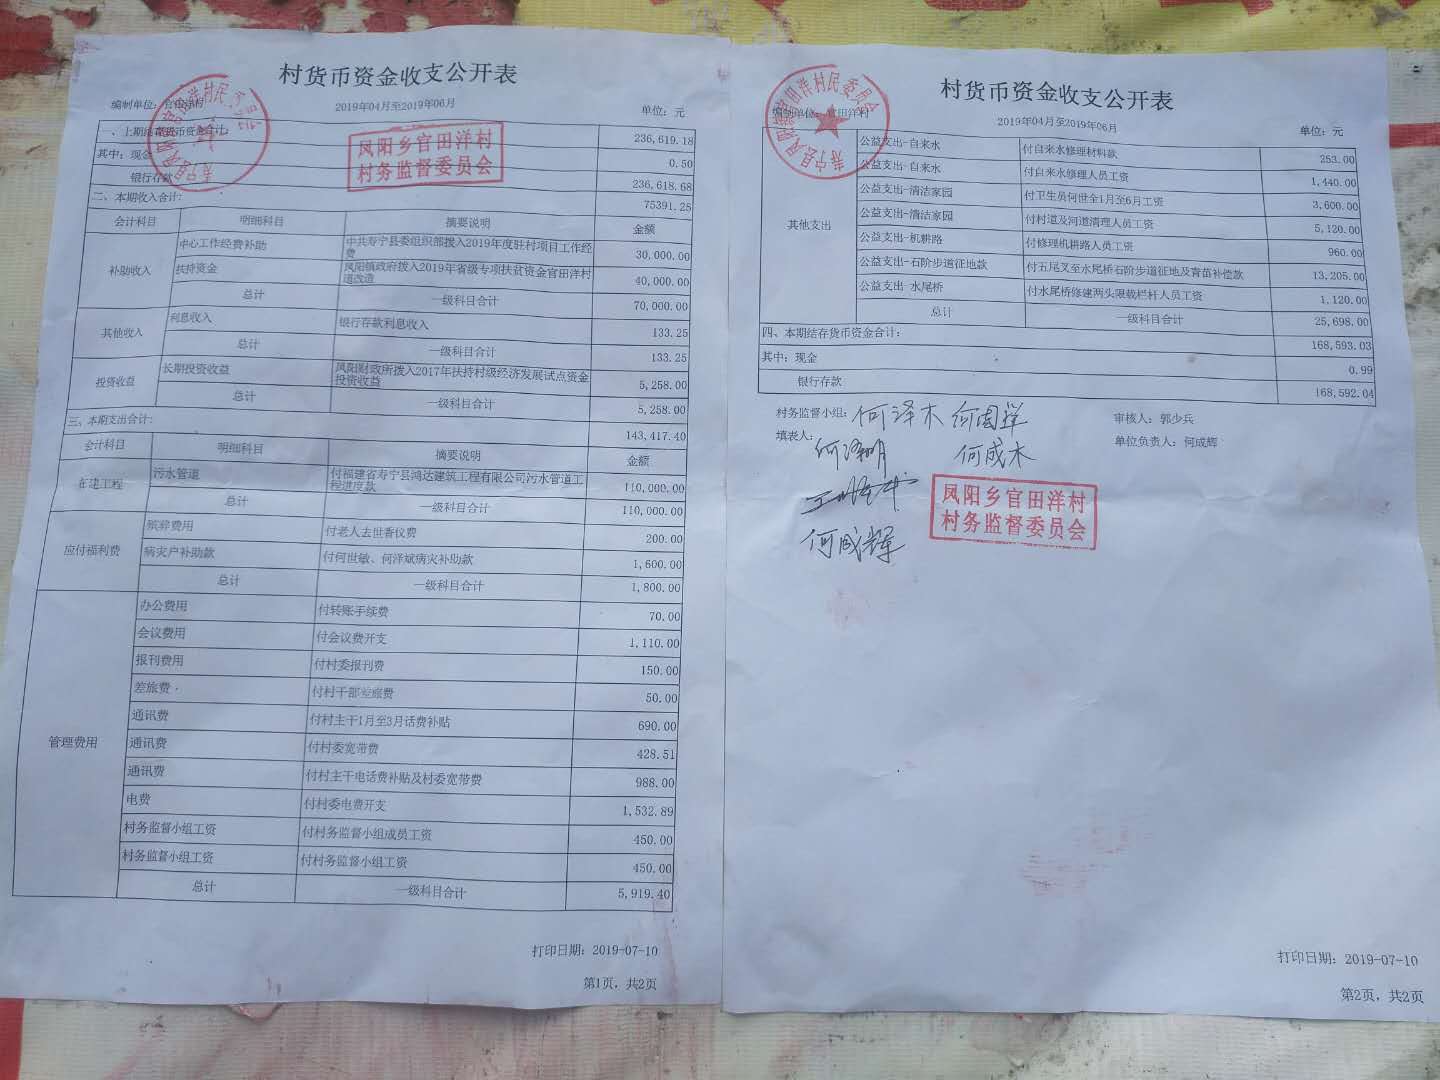 村货币资金收支公开表
编制单位：官田洋村
2019年04月至2019年06月
单位：元
一、上期结存货币资金合计：
236,619.18
其中：现金
0.50
银行存款
236,618.68
二、本期收入合计：
75391.25
会计科目 明细科目 摘要说明 金额
补助收入 中心工作经费补助 中共寿宁县委组织部拨入2019年度驻村项目工作经费 30,000.00
扶持资金 凤阳镇政府拨入2019年省级专项扶贫资金官田洋村道改造 40,000.00
总计 一级科目合计 70,000.00
其他收入 利息收入 银行存款利息收入 133.25
总计 一级科目合计 133.25
投资收益 长期投资收益 凤阳财政所拨入2017年扶持村级经济发展试点资金投资收益 5,258.00
总计 一级科目合计 5,258.00
三、本期支出合计：
143,417.40
会计科目 明细科目 摘要说明 金额
在建工程 污水管道 付福建省寿宁县鸿达建筑工程有限公司污水管道工程进度款 110,000.00
总计 一级科目合计 110,000.00
应付福利费 殡葬费用 付老人去世香仪费 200.00
病灾户补助款 付何世敏、何泽斌病灾补助款 1,600.00
总计 一级科目合计 1,800.00
管理费用 办公费用 付转账手续费 70.00
会议费用 付会议费开支 1,110.00
报刊费用 付村委报刊费 150.00
差旅费 付村干部差旅费 50.00
通讯费 付村主干1月至3月话费补贴 690.00
通讯费 付村委宽带费 428.51
通讯费 付村主干电话费补贴及村委宽带费 988.00
电费 付村委电费开支 1,532.89
村务监督小组工资 付村务监督小组成员工资 450.00
村务监督小组工资 付村务监督小组工资 450.00
总计 一级科目合计 5,919.40
打印日期：2019-07-10
第1页，共2页
凤阳乡官田洋村
村务监督委员会
村货币资金收支公开表
寿宁县凤阳镇官田洋村民委员会
编制单位：官田洋村
2019年04月至2019年06月
单位：元
其他支出 公益支出-自来水 付自来水修理材料款 253.00
公益支出-自来水 付自来水修理人员工资 1,440.00
公益支出-清洁家园 付卫生员何世全1月至6月工资 3,600.00
公益支出-清洁家园 付村道及河道清理人员工资 5,120.00
公益支出-机耕路 付修理机耕路人员工资 960.00
公益支出-石阶步道征地款 付五尾叉至水尾桥石阶步道征地及青苗补偿款 13,205.00
公益支出-水尾桥 付水尾桥修建两头限载栏杆人员工资 1,120.00
总计 一级科目合计 25,698.00
四、本期结存货币资金合计：
168,593.03
其中：现金
0.99
银行存款
168,592.04
村务监督小组：何泽木
审核人：郭少兵
填表人：
单位负责人：何成辉
何成木
何成辉
凤阳乡官田洋村
村务监督委员会
打印日期：2019-07-10
第2页，共2页